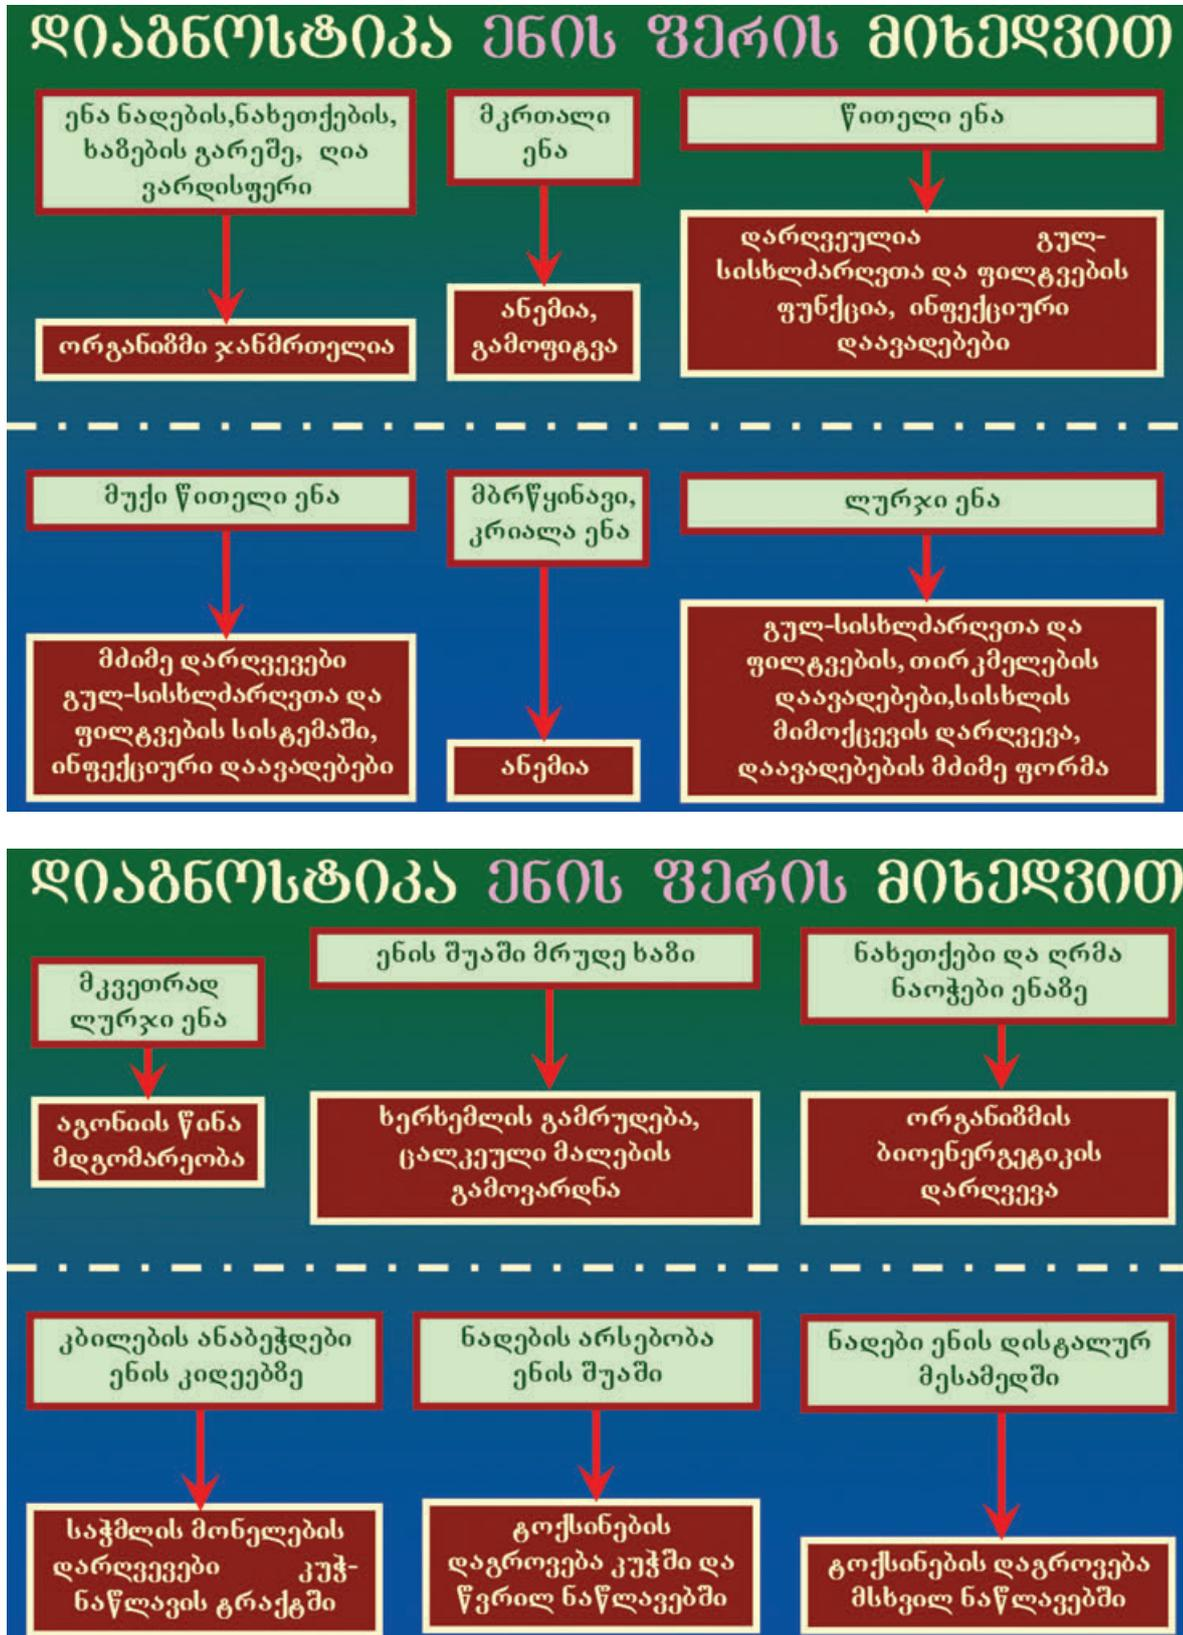 დიაგნოსტიკა ენის ფერის მიხედვით
ენა ნადების,ნახეთქების,
ხაზების გარეშე, ღია
ვარდისფერი
ორგანიზმი ჯანმრთელია
მკრთალი
ენა
ანემია,
გამოფიტვა
წითელი ენა
დარღვეულია გულ-
სისხლძარღვთა და ფილტვების
ფუნქცია, ინფექციური
დაავადებები
მუქი წითელი ენა
მძიმე დარღვევები
გულ-სისხლძარღვთა და
ფილტვების სისტემაში,
ინფექციური დაავადებები
მბრწყინავი,
კრიალა ენა
ანემია
ლურჯი ენა
გულ-სისხლძარღვთა და
ფილტვების, თირკმელების
დაავადებები,სისხლის
მიმოქცევის დარღვევა,
დაავადებების მძიმე ფორმა
დიაგნოსტიკა ენის ფერის მიხედვით
მკვეთრად
ლურჯი ენა
აგონიის წინა
მდგომარეობა
ენის შუაში მრუდე ხაზი
ხერხემლის გამრუდება,
ცალკეული მალების
გამოვარდნა
ნახეთქები და ღრმა
ნაოჭები ენაზე
ორგანიზმის
ბიოენერგეტიკის
დარღვევა
კბილების ანაბეჭდები
ენის კიდეებზე
საჭმლის მონელების
დარღვევები კუჭ-
ნაწლავის ტრაქტში
ნადების არსებობა
ენის შუაში
ტოქსინების
დაგროვება კუჭში და
წვრილ ნაწლავებში
ნადები ენის დისტალურ
მესამედში
ტოქსინების დაგროვება
მსხვილ ნაწლავებში